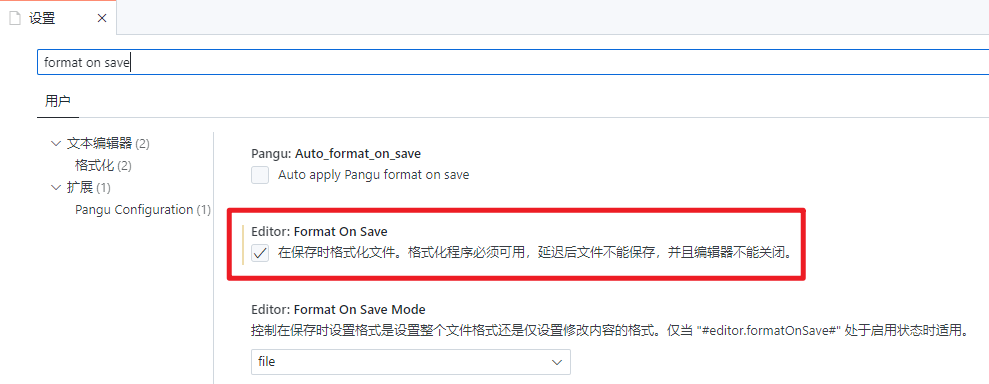 设置
format on save
用户
文本编辑器 (2)
格式化 (2)
扩展 (1)
Pangu Configuration (1)
Pangu: Auto_format_on_save
Auto apply Pangu format on save
Editor: Format On Save
在保存时格式化文件。格式化程序必须可用，延迟后文件不能保存，并且编辑器不能关闭。
Editor: Format On Save Mode
控制在保存时设置格式是设置整个文件格式还是仅设置修改内容的格式。仅当 "#editor.formatOnSave#" 处于启用状态时适用。
file